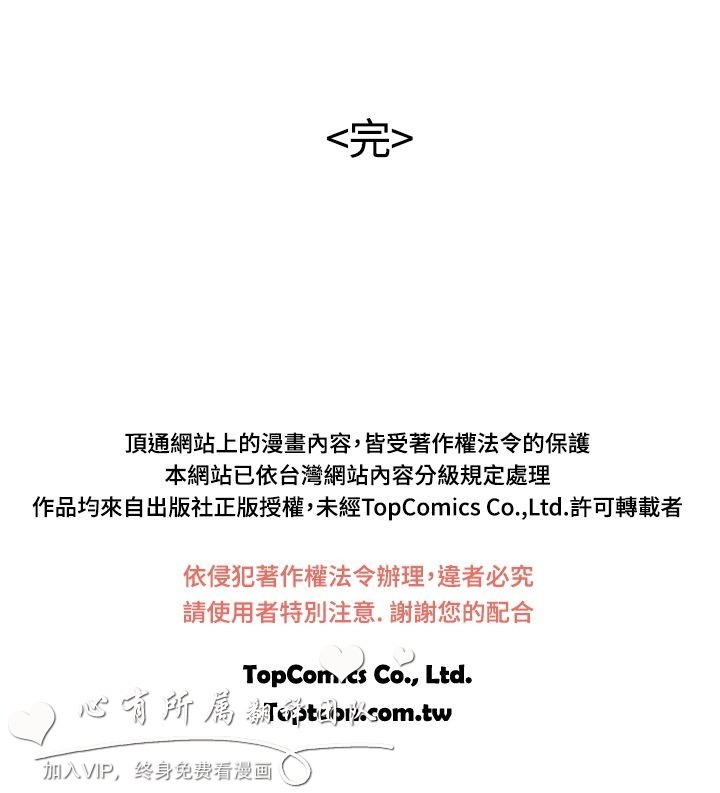 <完>
頂通網站上的漫畫內容，皆受著作權法令的保護
本網站已依台灣網站內容分級規定處理
作品均來自出版社正版授權，未經TopComics Co.,Ltd.許可轉載者
依侵犯著作權法令辦理，違者必究
請使用者特別注意. 謝謝您的配合
TopComics Co., Ltd.
Toptoon.com.tw
心有所属翻译团队
加入VIP，终身免费看漫画